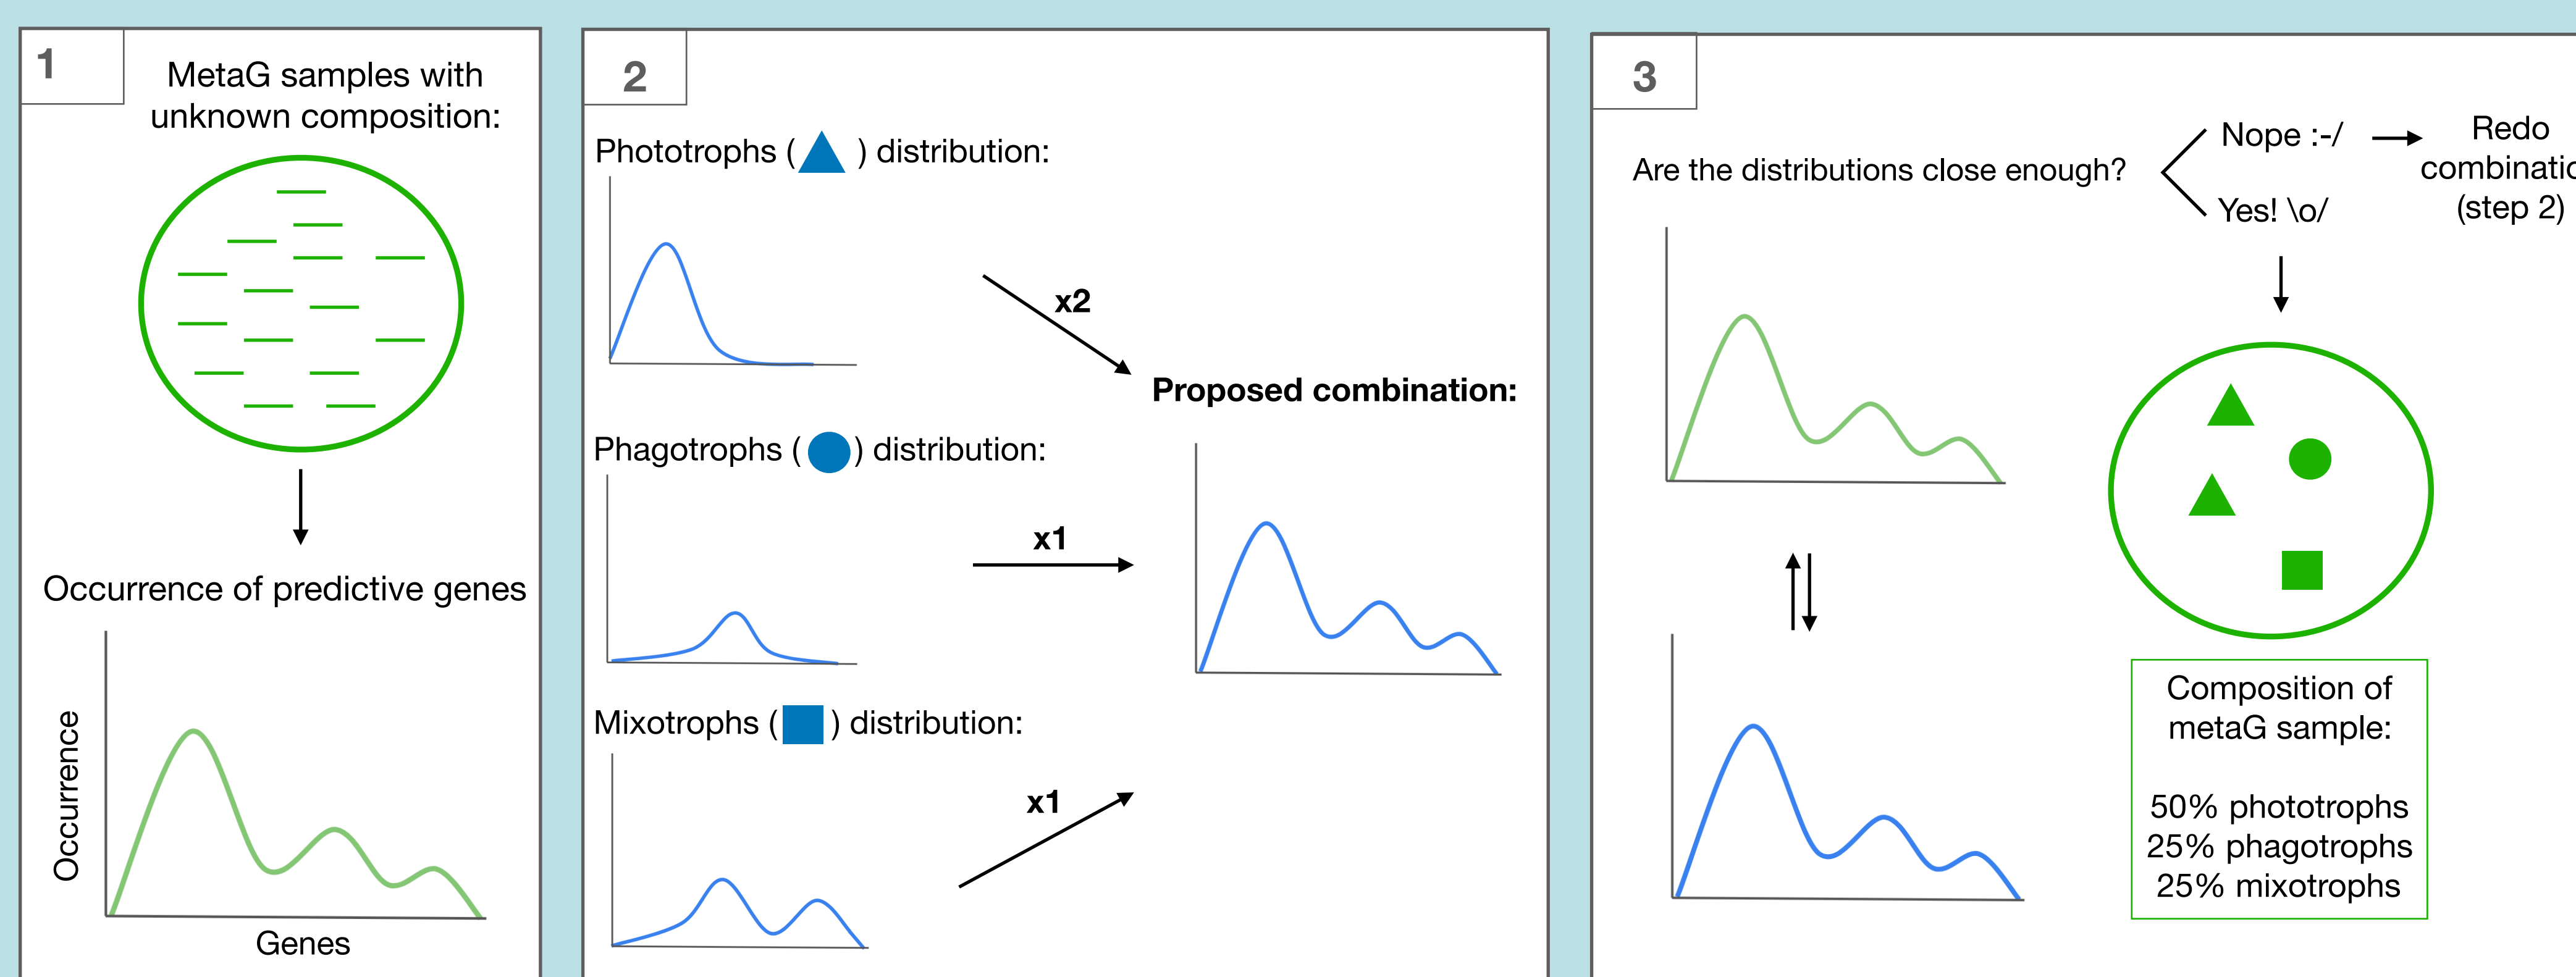 1
MetaG samples with
unknown composition:
Occurrence of predictive genes
Occurrence
Genes
2
Phototrophs ( ) distribution:
x2
Proposed combination:
Phagotrophs ( ) distribution:
x1
Mixotrophs ( ) distribution:
x1
3
Are the distributions close enough?
Nope :-/
Yes! \o/
Redo
combinatio
(step 2)
Composition of
metaG sample:
50% phototrophs
25% phagotrophs
25% mixotrophs